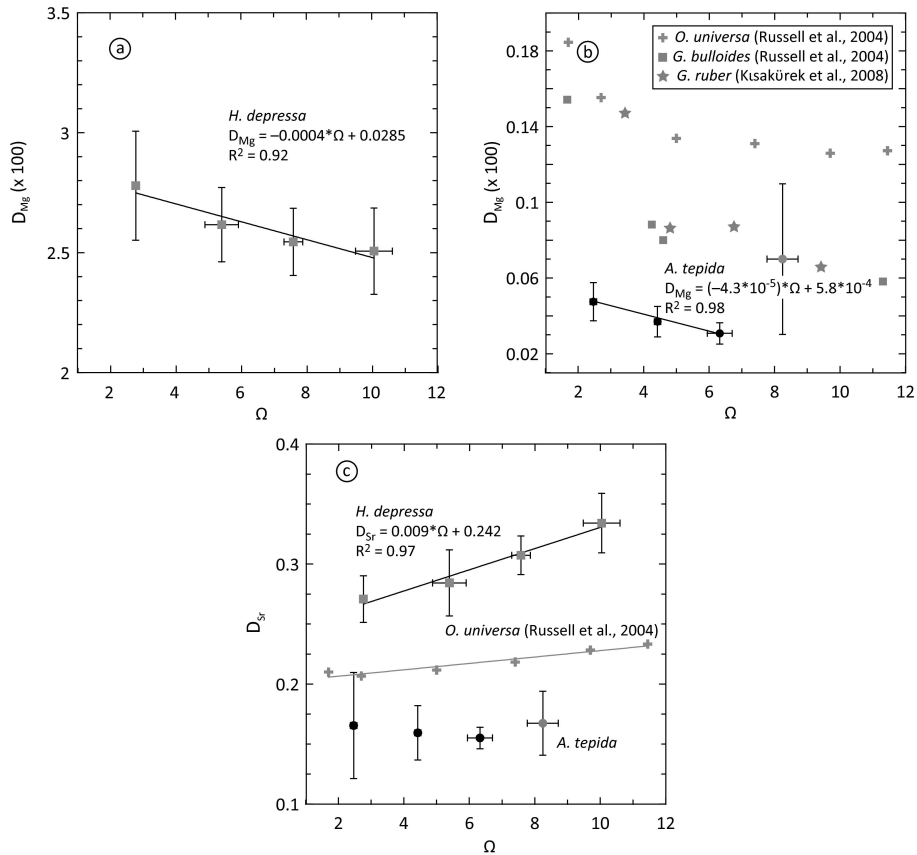 3.5
3
2.5
2
D_Mg (x 100)
a
H. depressa
D_Mg = –0.0004*Ω + 0.0285
R² = 0.92
2 4 6 8 10 12
Ω
0.18
0.14
0.1
0.06
0.02
D_Mg (x 100)
b
O. universa (Russell et al., 2004)
G. bulloides (Russell et al., 2004)
G. ruber (Kısakürek et al., 2008)
A. tepida
D_Mg = (–4.3*10⁻⁵)*Ω + 5.8*10⁻⁴
R² = 0.98
2 4 6 8 10 12
Ω
0.4
0.3
0.2
0.1
D_Sr
c
H. depressa
D_Sr = 0.009*Ω + 0.242
R² = 0.97
O. universa (Russell et al., 2004)
A. tepida
2 4 6 8 10 12
Ω